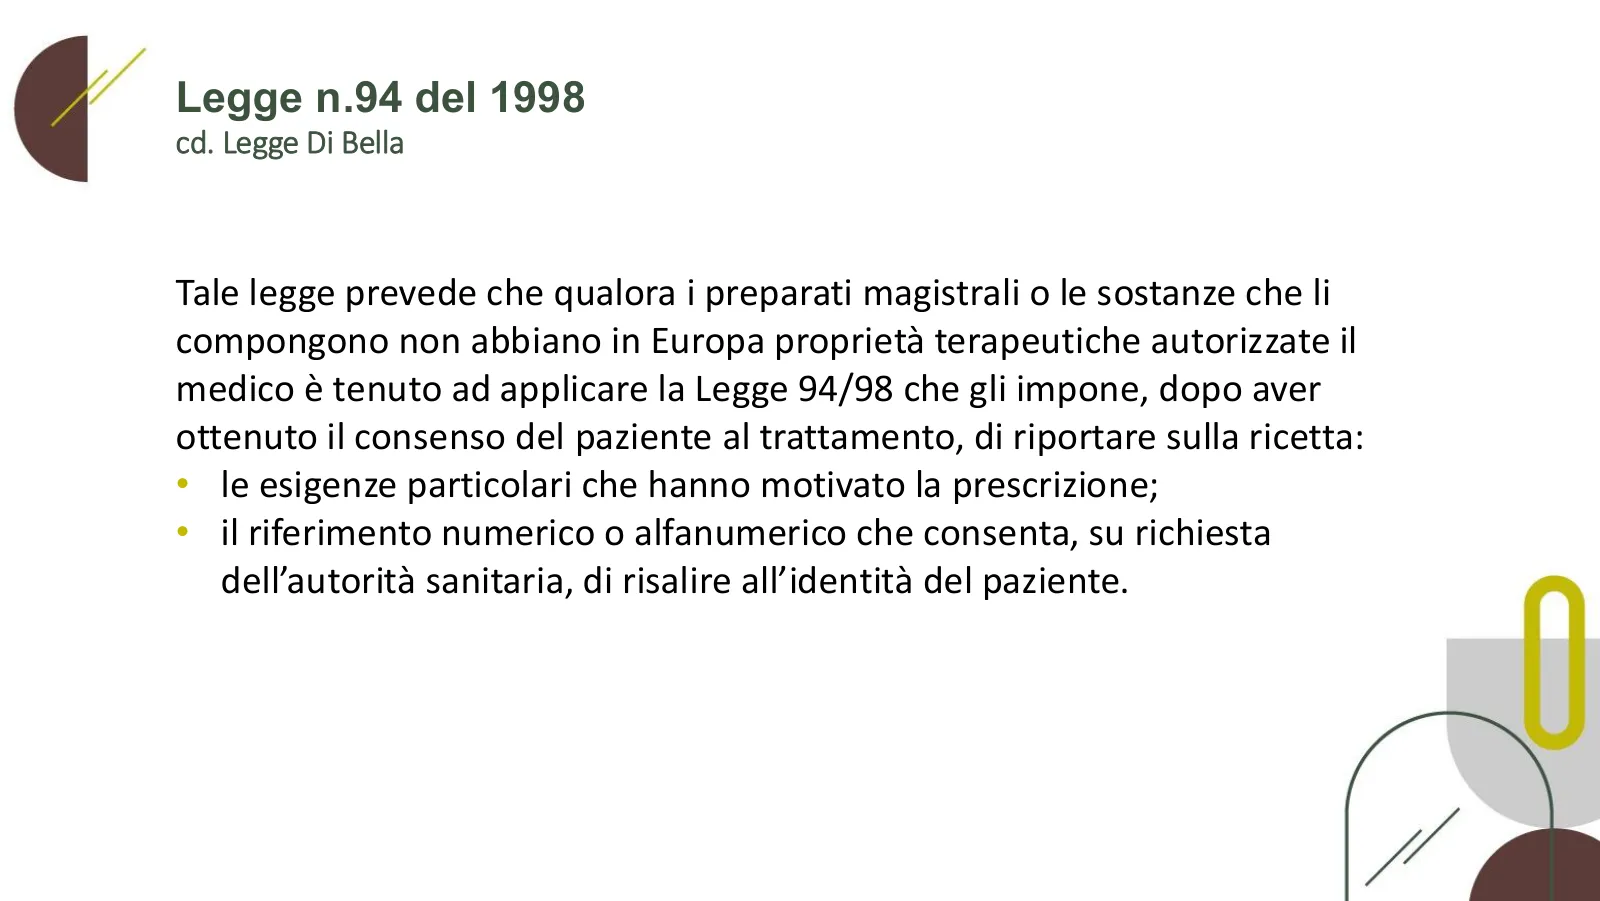 Legge n.94 del 1998
cd. Legge Di Bella
Tale legge prevede che qualora i preparati magistrali o le sostanze che li
compongono non abbiano in Europa proprietà terapeutiche autorizzate il
medico è tenuto ad applicare la Legge 94/98 che gli impone, dopo aver
ottenuto il consenso del paziente al trattamento, di riportare sulla ricetta:
• le esigenze particolari che hanno motivato la prescrizione;
• il riferimento numerico o alfanumerico che consenta, su richiesta
dell’autorità sanitaria, di risalire all’identità del paziente.